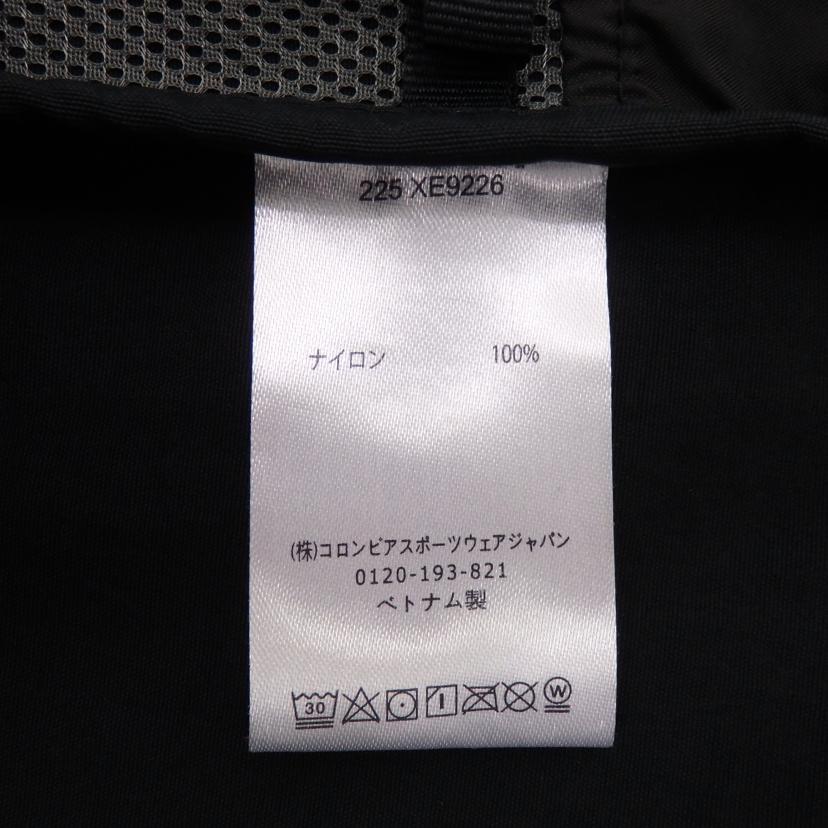 225 XE9226
ナイロン 100%
(株)コロンビアスポーツウェアジャパン
0120-193-821
ベトナム製
30
W